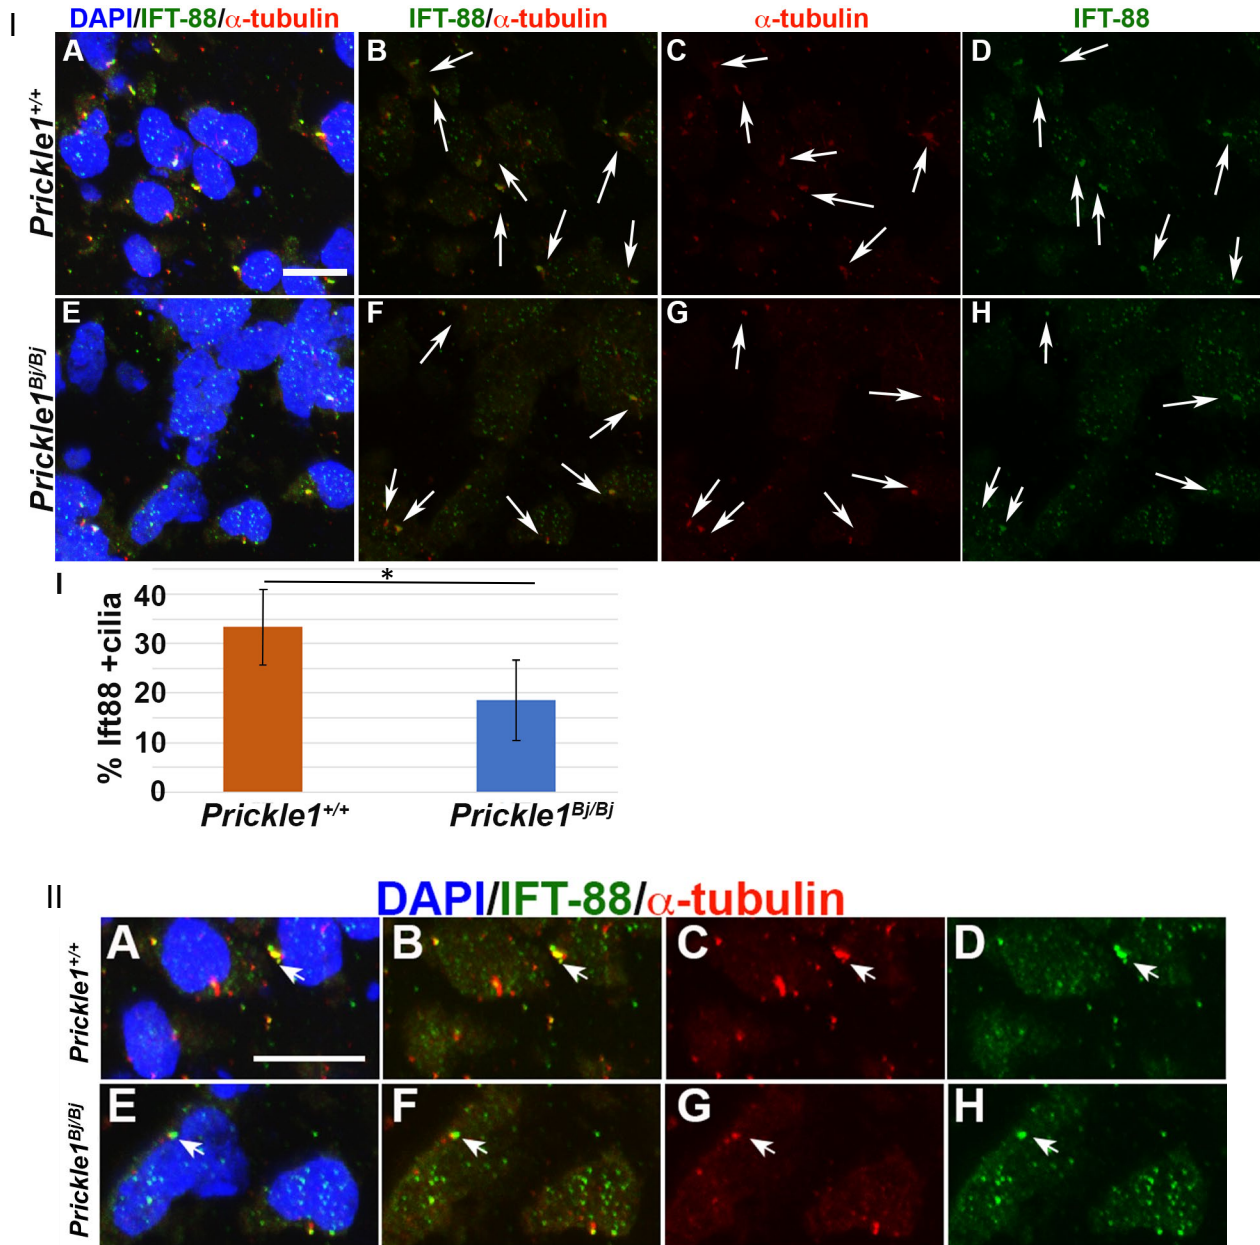 I
DAPI/IFT-88/α-tubulin IFT-88/α-tubulin α-tubulin IFT-88
Prickle1+/+
A B C D
Prickle1Bj/Bj
E F G H
I
% Ift88 +cilia
*
40
30
20
10
0
Prickle1+/+ Prickle1Bj/Bj
II
DAPI/IFT-88/α-tubulin
Prickle1+/+
A B C D
Prickle1Bj/Bj
E F G H